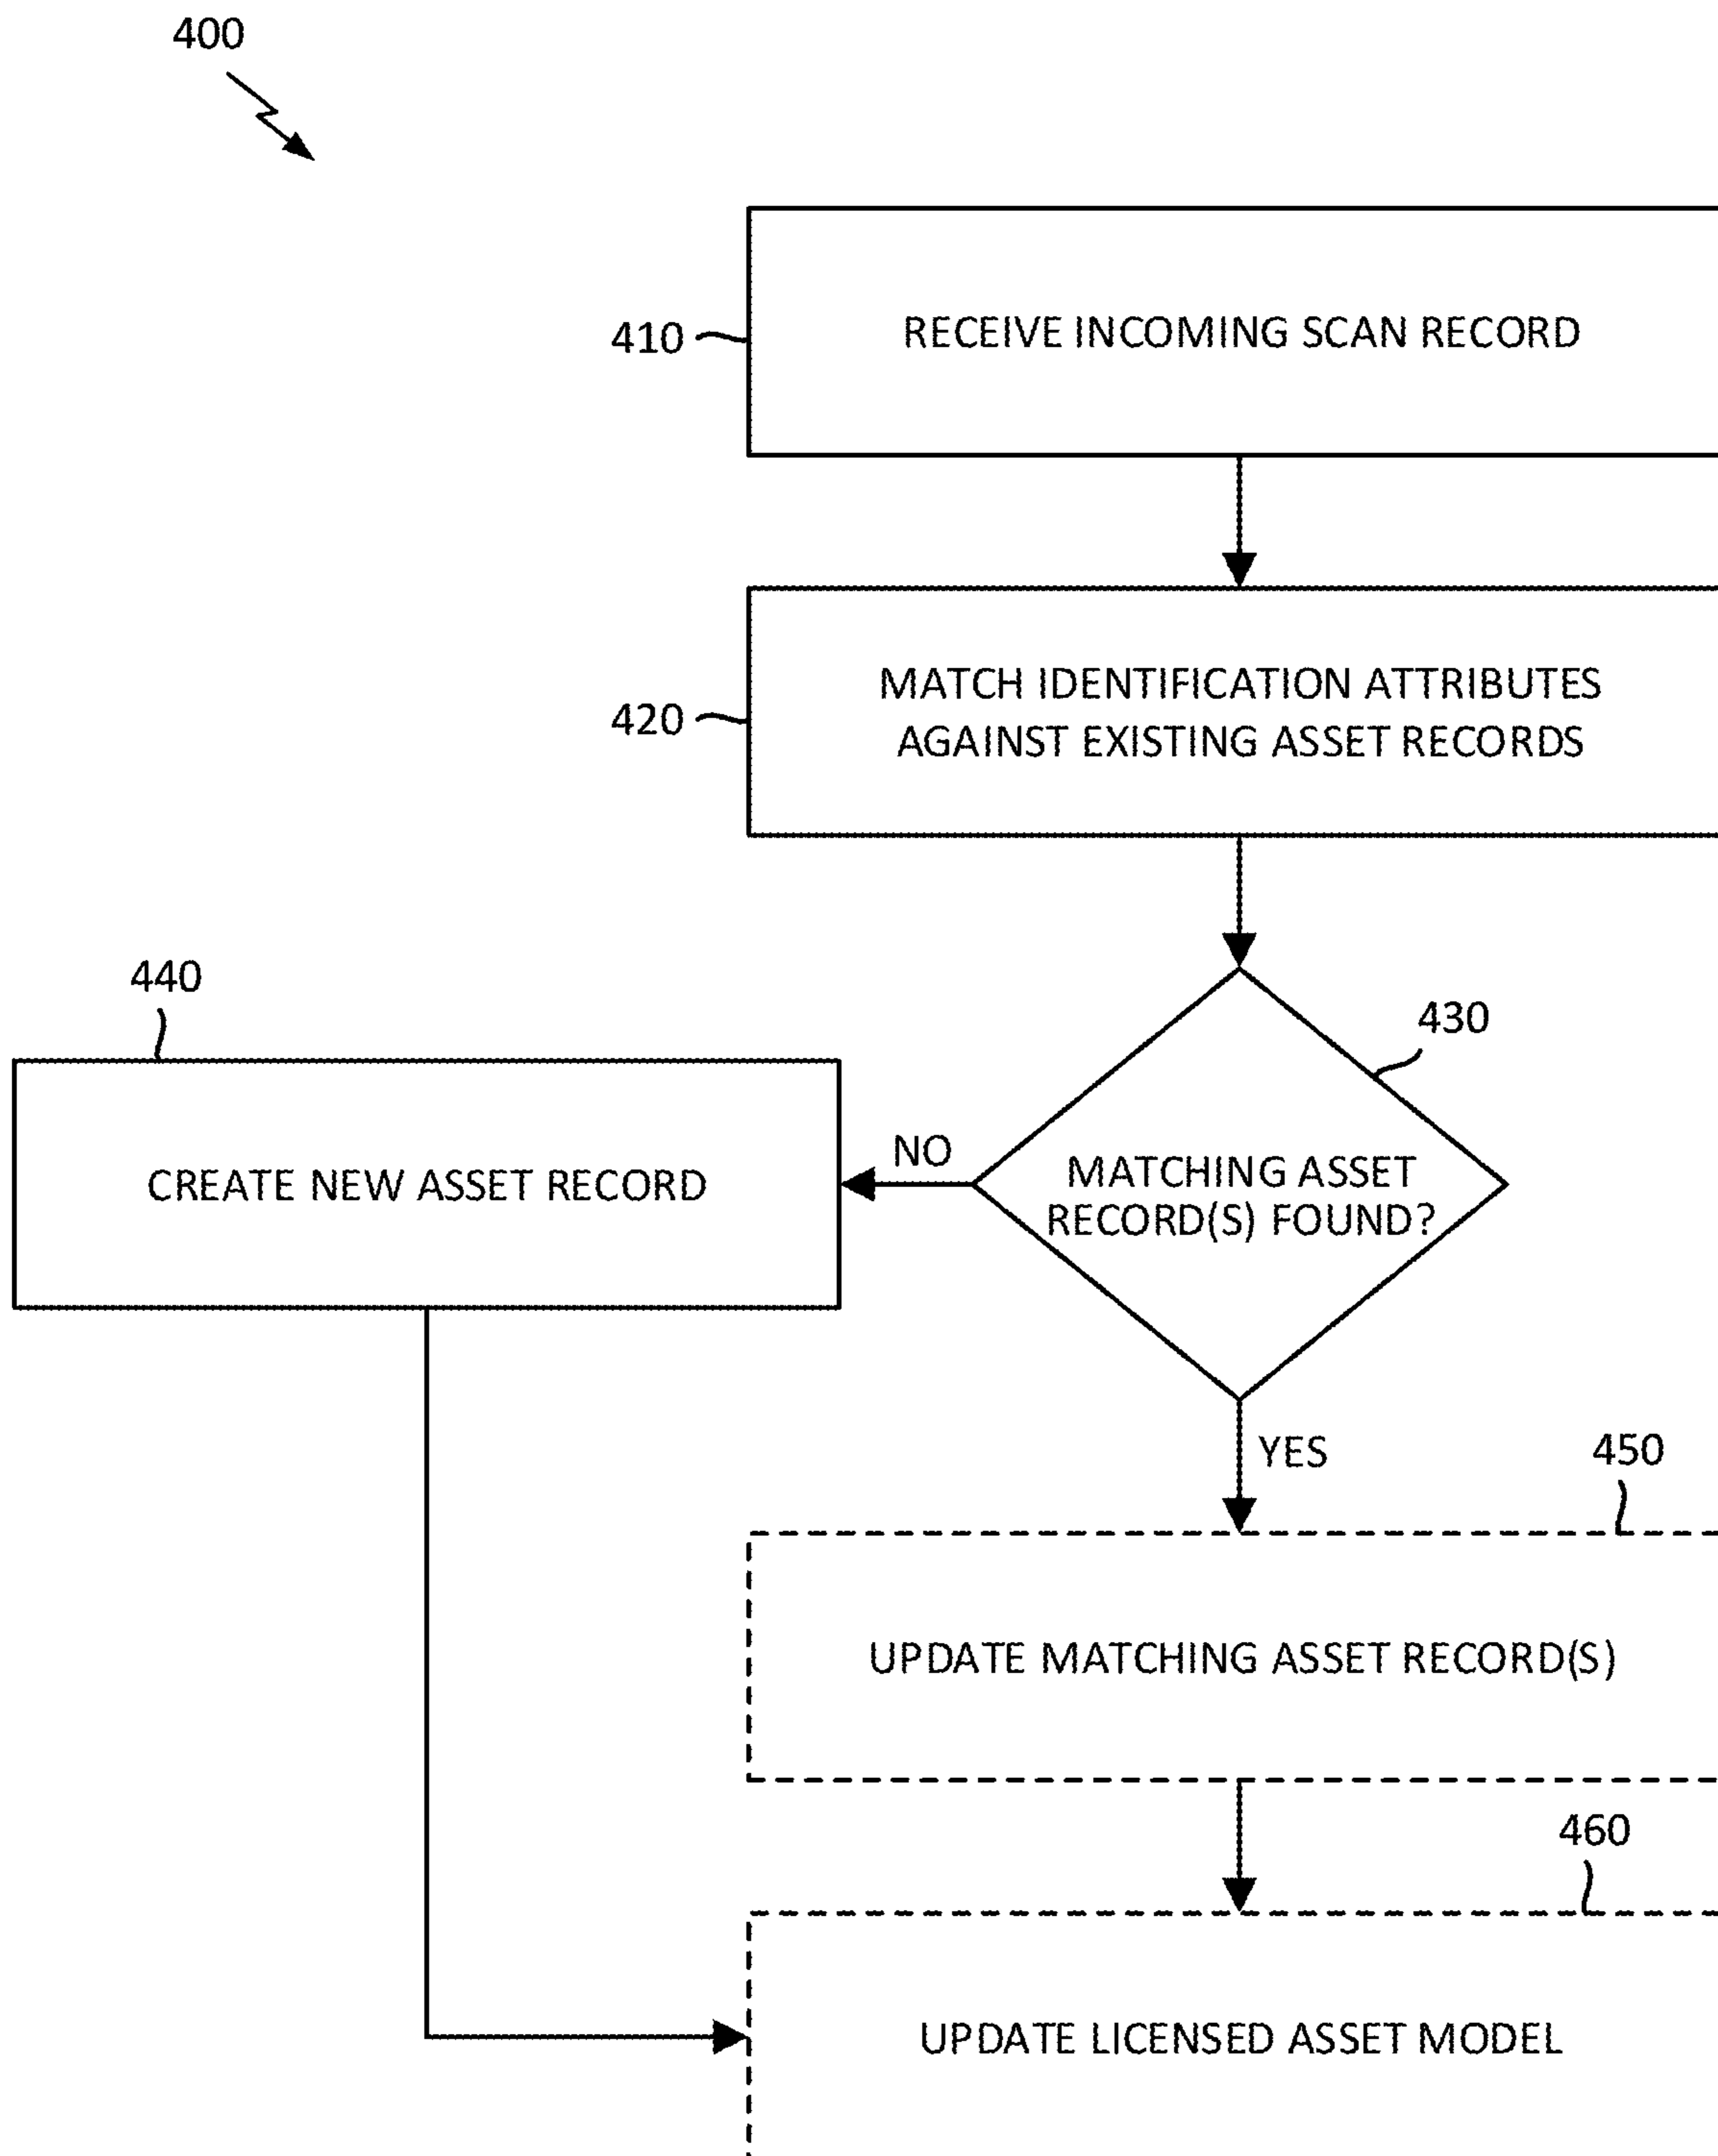 400
410
RECEIVE INCOMING SCAN RECORD
420
MATCH IDENTIFICATION ATTRIBUTES
AGAINST EXISTING ASSET RECORDS
440
430
CREATE NEW ASSET RECORD
NO
MATCHING ASSET
RECORD(S) FOUND?
YES
450
UPDATE MATCHING ASSET RECORD(S)
460
UPDATE LICENSED ASSET MODEL